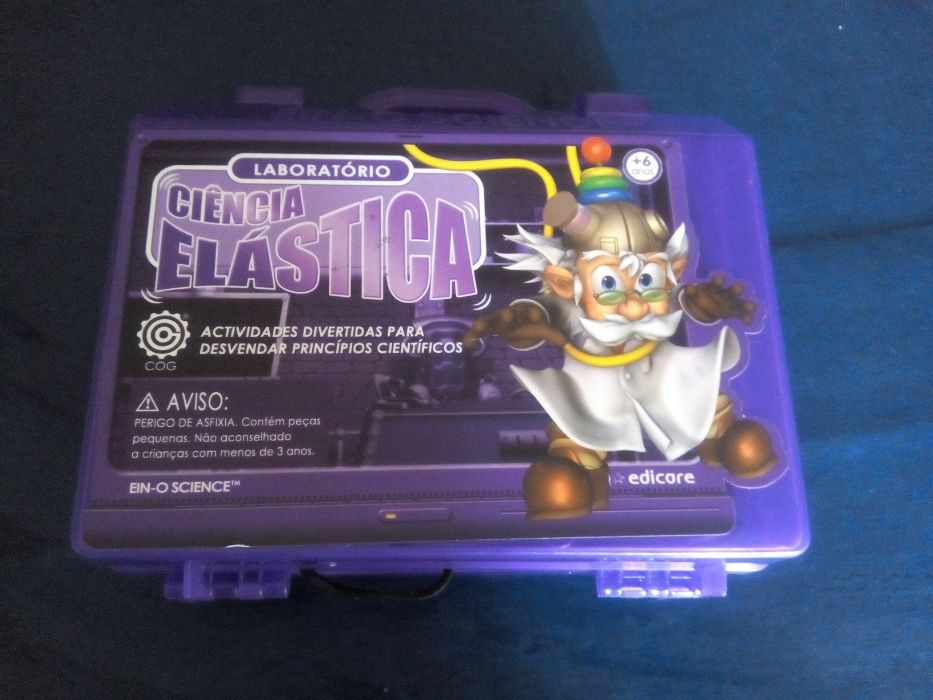 LABORATÓRIO
CIÊNCIA
ELÁSTICA
+6
anos
ACTIVIDADES DIVERTIDAS PARA
DESVENDAR PRINCÍPIOS CIENTÍFICOS
COG
AVISO:
PERIGO DE ASFIXIA. Contém peças
pequenas. Não aconselhado
a crianças com menos de 3 anos.
EIN-O SCIENCE™
edicare